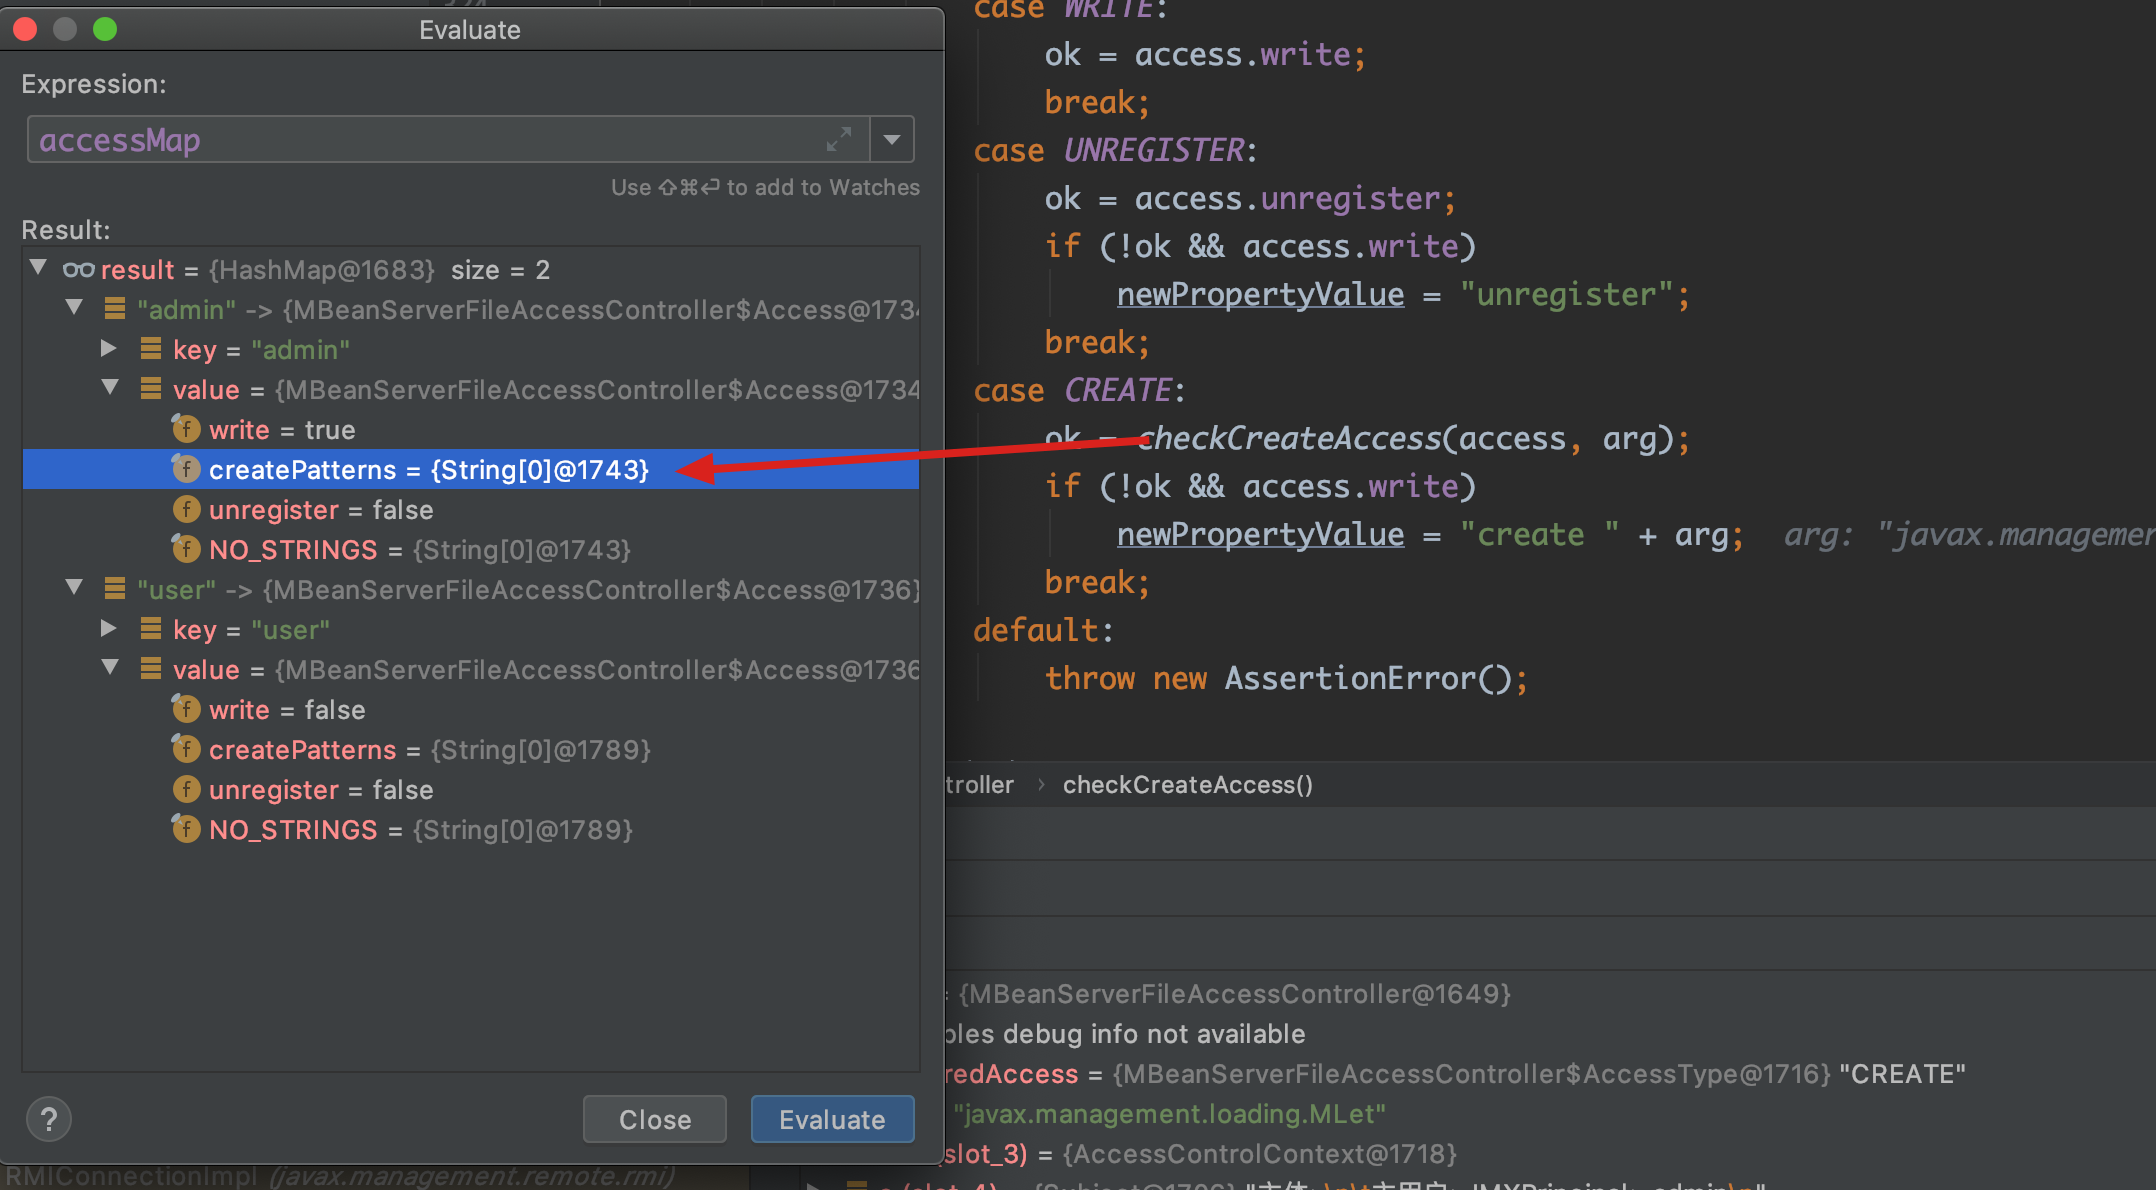 Evaluate
Expression:
accessMap
Use ⇧⌘⏎ to add to Watches
Result:
result = {HashMap@1683} size = 2
"admin" -> {MBeanServerFileAccessController$Access@1734
key = "admin"
value = {MBeanServerFileAccessController$Access@1734
write = true
createPatterns = {String[0]@1743}
unregister = false
NO_STRINGS = {String[0]@1743}
"user" -> {MBeanServerFileAccessController$Access@1736}
key = "user"
value = {MBeanServerFileAccessController$Access@1736
write = false
createPatterns = {String[0]@1789}
unregister = false
NO_STRINGS = {String[0]@1789}
?
Close
Evaluate
RMIConnectionImpl (javax.management.remote.rmi)
case WRITE:
ok = access.write;
break;
case UNREGISTER:
ok = access.unregister;
if (!ok && access.write)
newPropertyValue = "unregister";
break;
case CREATE:
ok = checkCreateAccess(access, arg);
if (!ok && access.write)
newPropertyValue = "create " + arg; arg: "javax.managemen
break;
default:
throw new AssertionError();
troller › checkCreateAccess()
= {MBeanServerFileAccessController@1649}
bles debug info not available
redAccess = {MBeanServerFileAccessController$AccessType@1716} "CREATE"
"javax.management.loading.MLet"
(slot_3) = {AccessControlContext@1718}